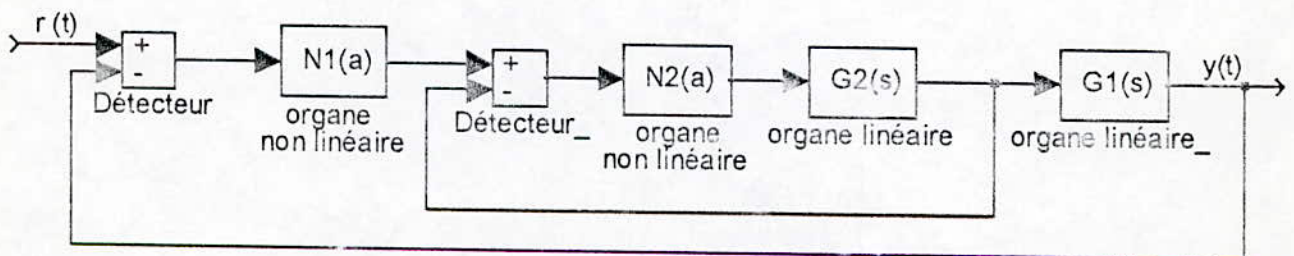 r(t)
+
-
Détecteur
N1(a)
organe
non linéaire
+
-
Détecteur_
N2(a)
organe
non linéaire
G2(s)
organe linéaire
G1(s)
organe linéaire_
y(t)